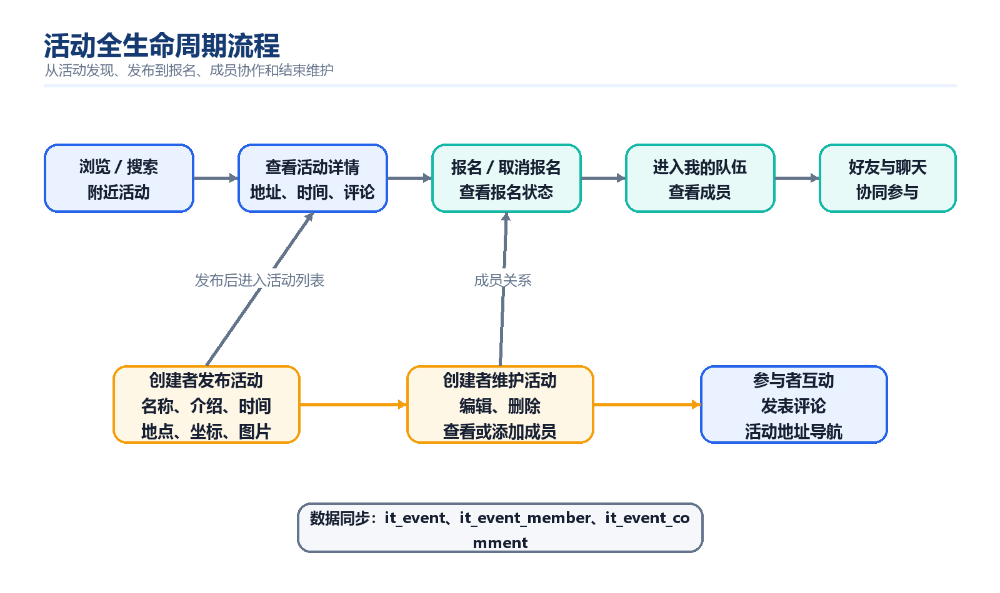 活动全生命周期流程
从活动发现、发布到报名、成员协作和结束维护
浏览 / 搜索
附近活动
查看活动详情
地址、时间、评论
报名 / 取消报名
查看报名状态
进入我的队伍
查看成员
好友与聊天
协同参与
发布后进入活动列表
成员关系
创建者发布活动
名称、介绍、时间
地点、坐标、图片
创建者维护活动
编辑、删除
查看或添加成员
参与者互动
发表评论
活动地址导航
数据同步：it_event、it_event_member、it_event_co
mment